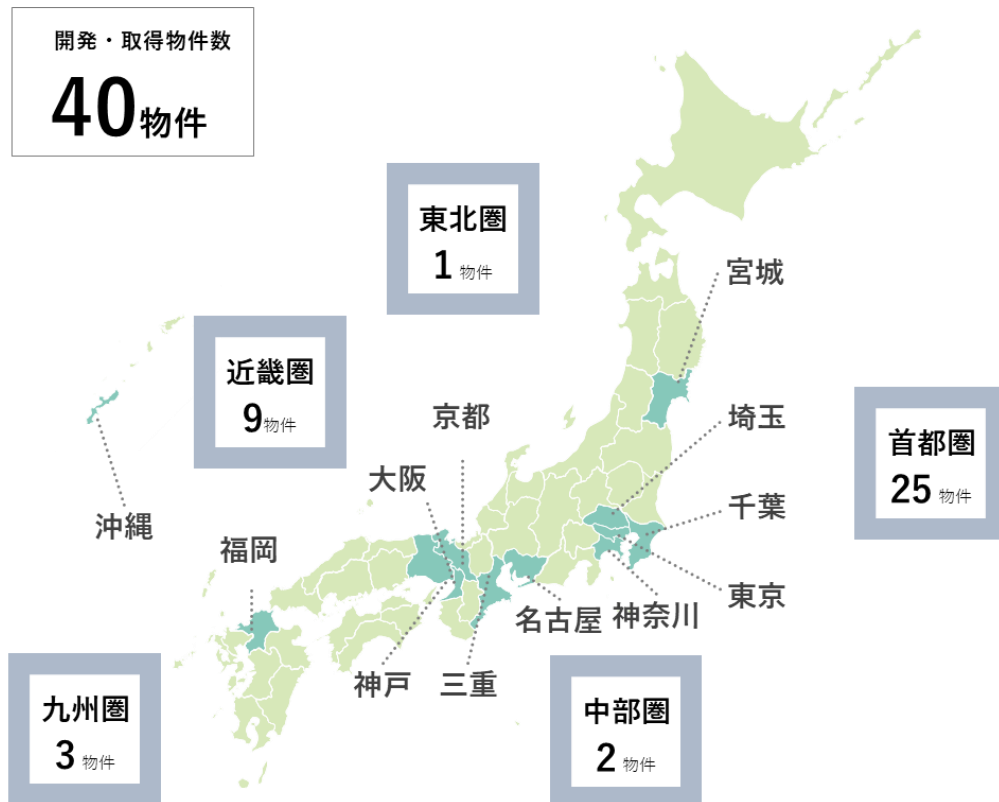 開発・取得物件数
40物件
東北圏
1 物件
宮城
近畿圏
9物件
京都
埼玉
首都圏
25 物件
大阪
千葉
沖縄
福岡
東京
名古屋
神奈川
神戸
三重
九州圏
3 物件
中部圏
2 物件